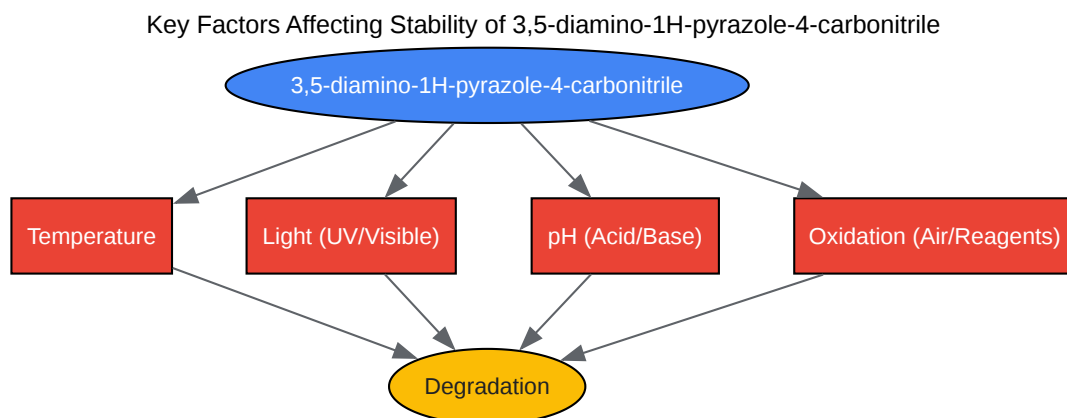 Key Factors Affecting Stability of 3,5-diamino-1H-pyrazole-4-carbonitrile
3,5-diamino-1H-pyrazole-4-carbonitrile
Temperature
Light (UV/Visible)
pH (Acid/Base)
Oxidation (Air/Reagents)
Degradation